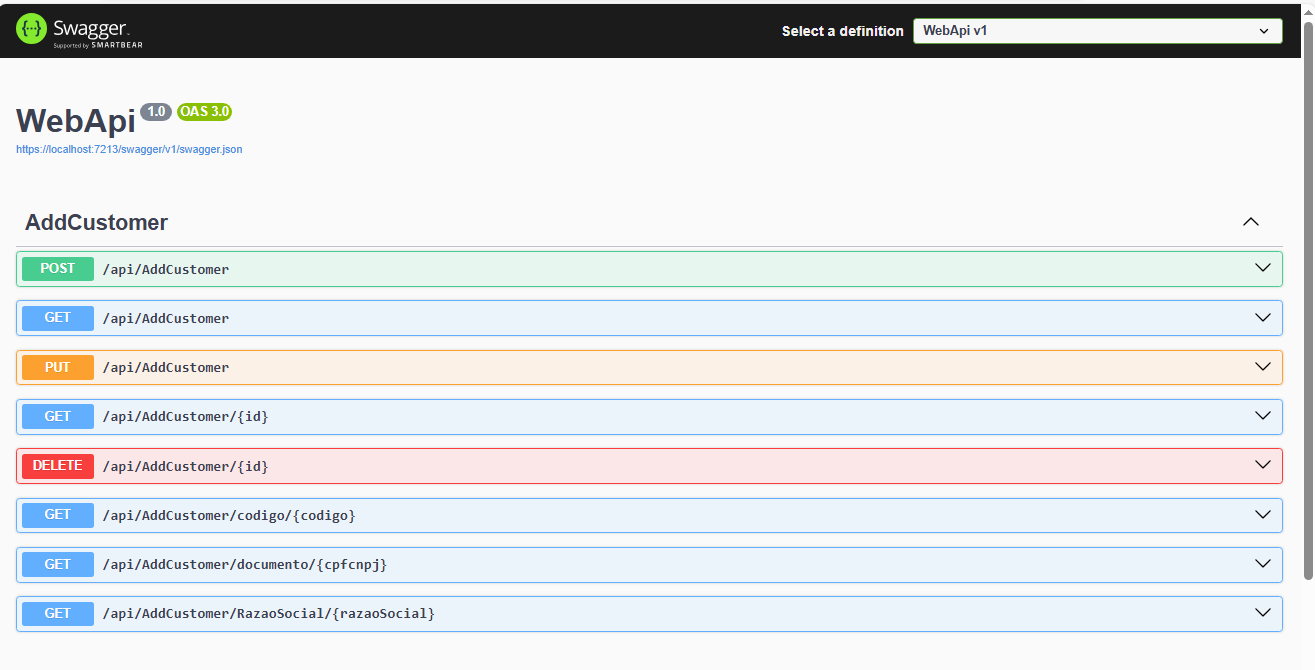 Swagger
Supported by SMARTBEAR
Select a definition
WebApi v1
WebApi 1.0 OAS 3.0
https://localhost:7213/swagger/v1/swagger.json
AddCustomer
POST /api/AddCustomer
GET /api/AddCustomer
PUT /api/AddCustomer
GET /api/AddCustomer/{id}
DELETE /api/AddCustomer/{id}
GET /api/AddCustomer/codigo/{codigo}
GET /api/AddCustomer/documento/{cpfcnpj}
GET /api/AddCustomer/RazaoSocial/{razaoSocial}